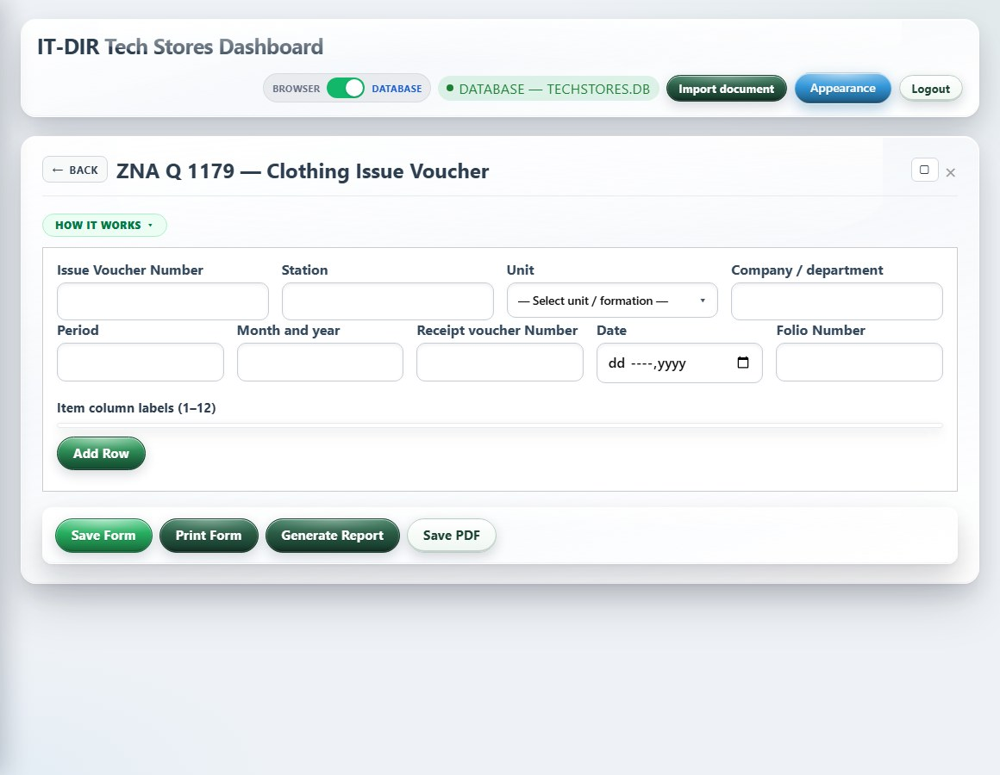 IT-DIR Tech Stores Dashboard
BROWSER DATABASE DATABASE — TECHSTORES.DB Import document Appearance Logout
← BACK ZNA Q 1179 — Clothing Issue Voucher
HOW IT WORKS
Issue Voucher Number Station Unit Company / department
— Select unit / formation —
Period Month and year Receipt voucher Number Date Folio Number
dd ----,yyyy
Item column labels (1–12)
Add Row
Save Form Print Form Generate Report Save PDF